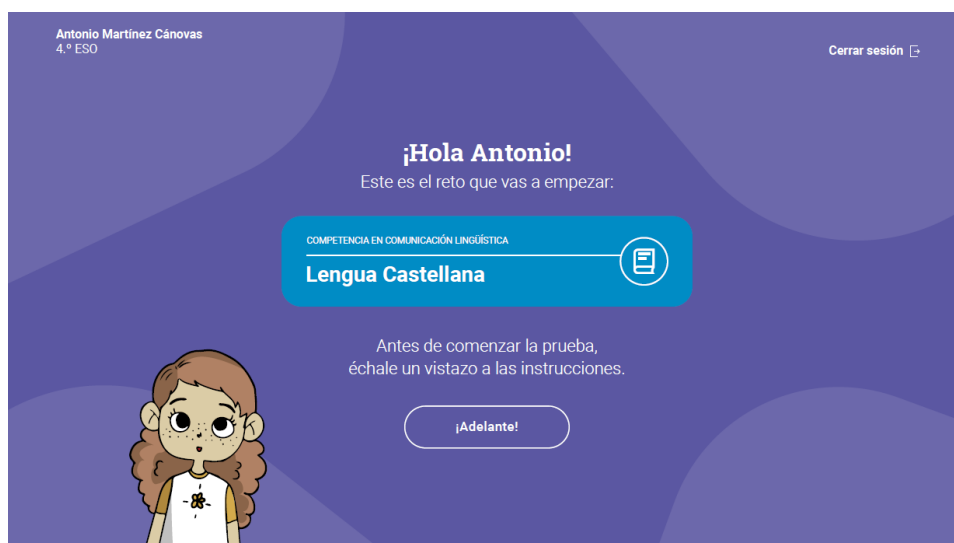 Antonio Martínez Cánovas
4.º ESO
Cerrar sesión
¡Hola Antonio!
Este es el reto que vas a empezar:
COMPETENCIA EN COMUNICACIÓN LINGÜÍSTICA
Lengua Castellana
Antes de comenzar la prueba,
échale un vistazo a las instrucciones.
¡Adelante!